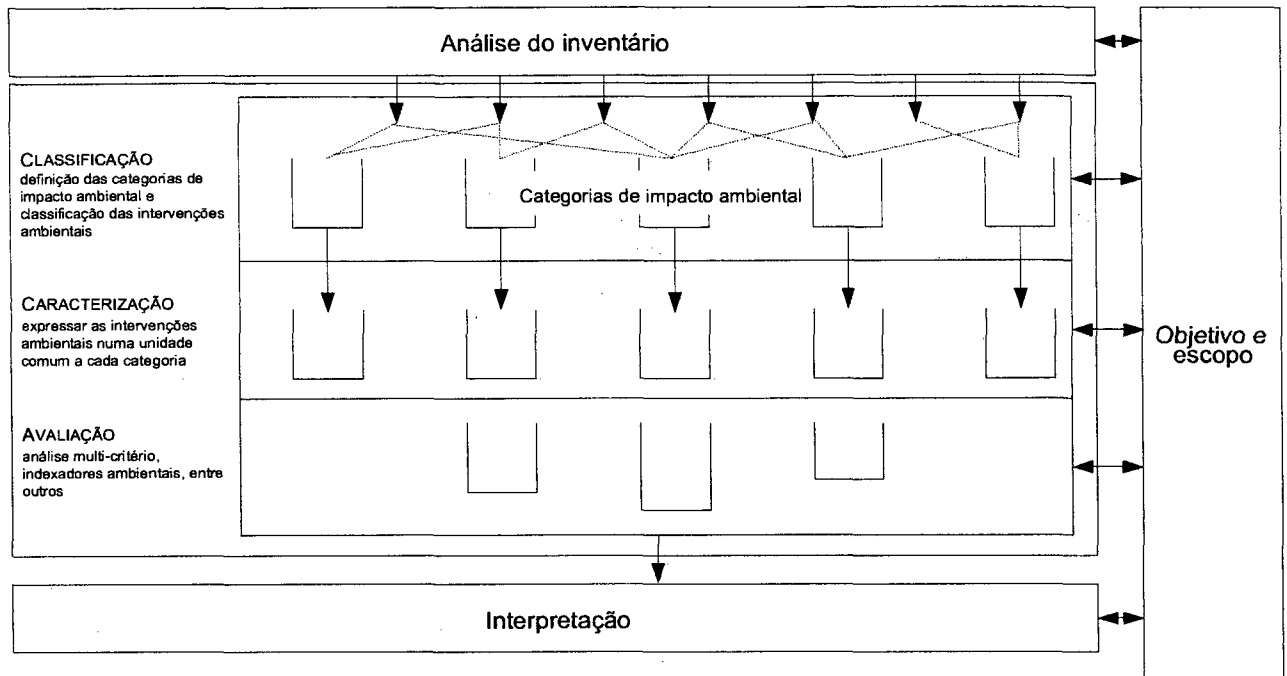 Análise do inventário
CLASSIFICAÇÃO
definição das categorias de
impacto ambiental e
classificação das intervenções
ambientais
Categorias de impacto ambiental
CARACTERIZAÇÃO
expressar as intervenções
ambientais numa unidade
comum a cada categoria
Objetivo e
escopo
AVALIAÇÃO
análise multi-critério,
indexadores ambientais, entre
outros
Interpretação